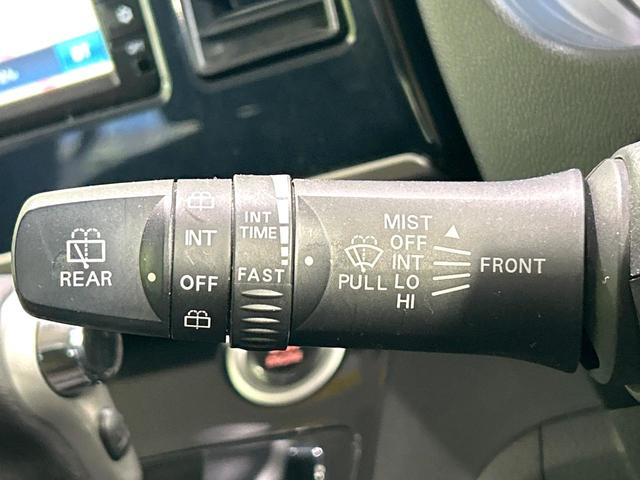 REAR
INT
OFF
INT
TIME
FAST
PULL
MIST
OFF
INT
LO
HI
FRONT